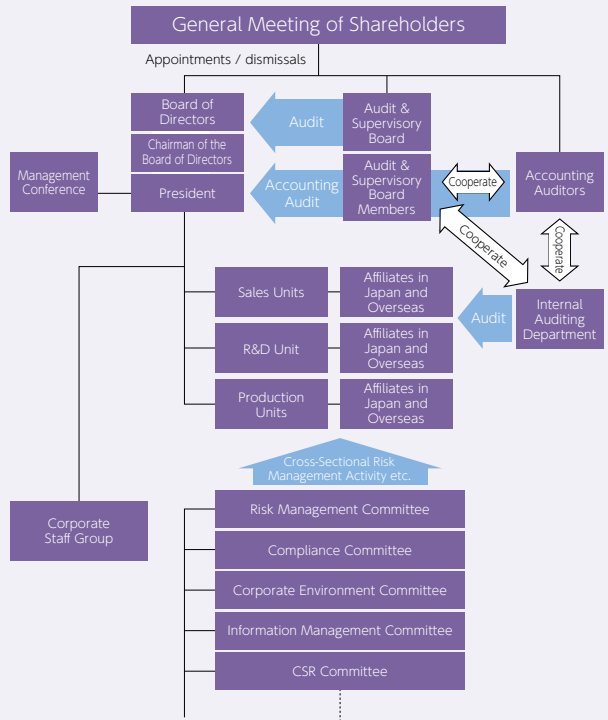 General Meeting of Shareholders
Appointments / dismissals
Board of
Directors
Chairman of the
Board of Directors
President
Management
Conference
Audit
Accounting
Audit
Audit &
Supervisory
Board
Audit &
Supervisory
Board
Members
Cooperate
Accounting
Auditors
Cooperate
Cooperate
Internal
Auditing
Department
Audit
Sales Units
Affiliates in
Japan and
Overseas
R&D Unit
Affiliates in
Japan and
Overseas
Production
Units
Affiliates in
Japan and
Overseas
Cross-Sectional Risk
Management Activity etc.
Corporate
Staff Group
Risk Management Committee
Compliance Committee
Corporate Environment Committee
Information Management Committee
CSR Committee